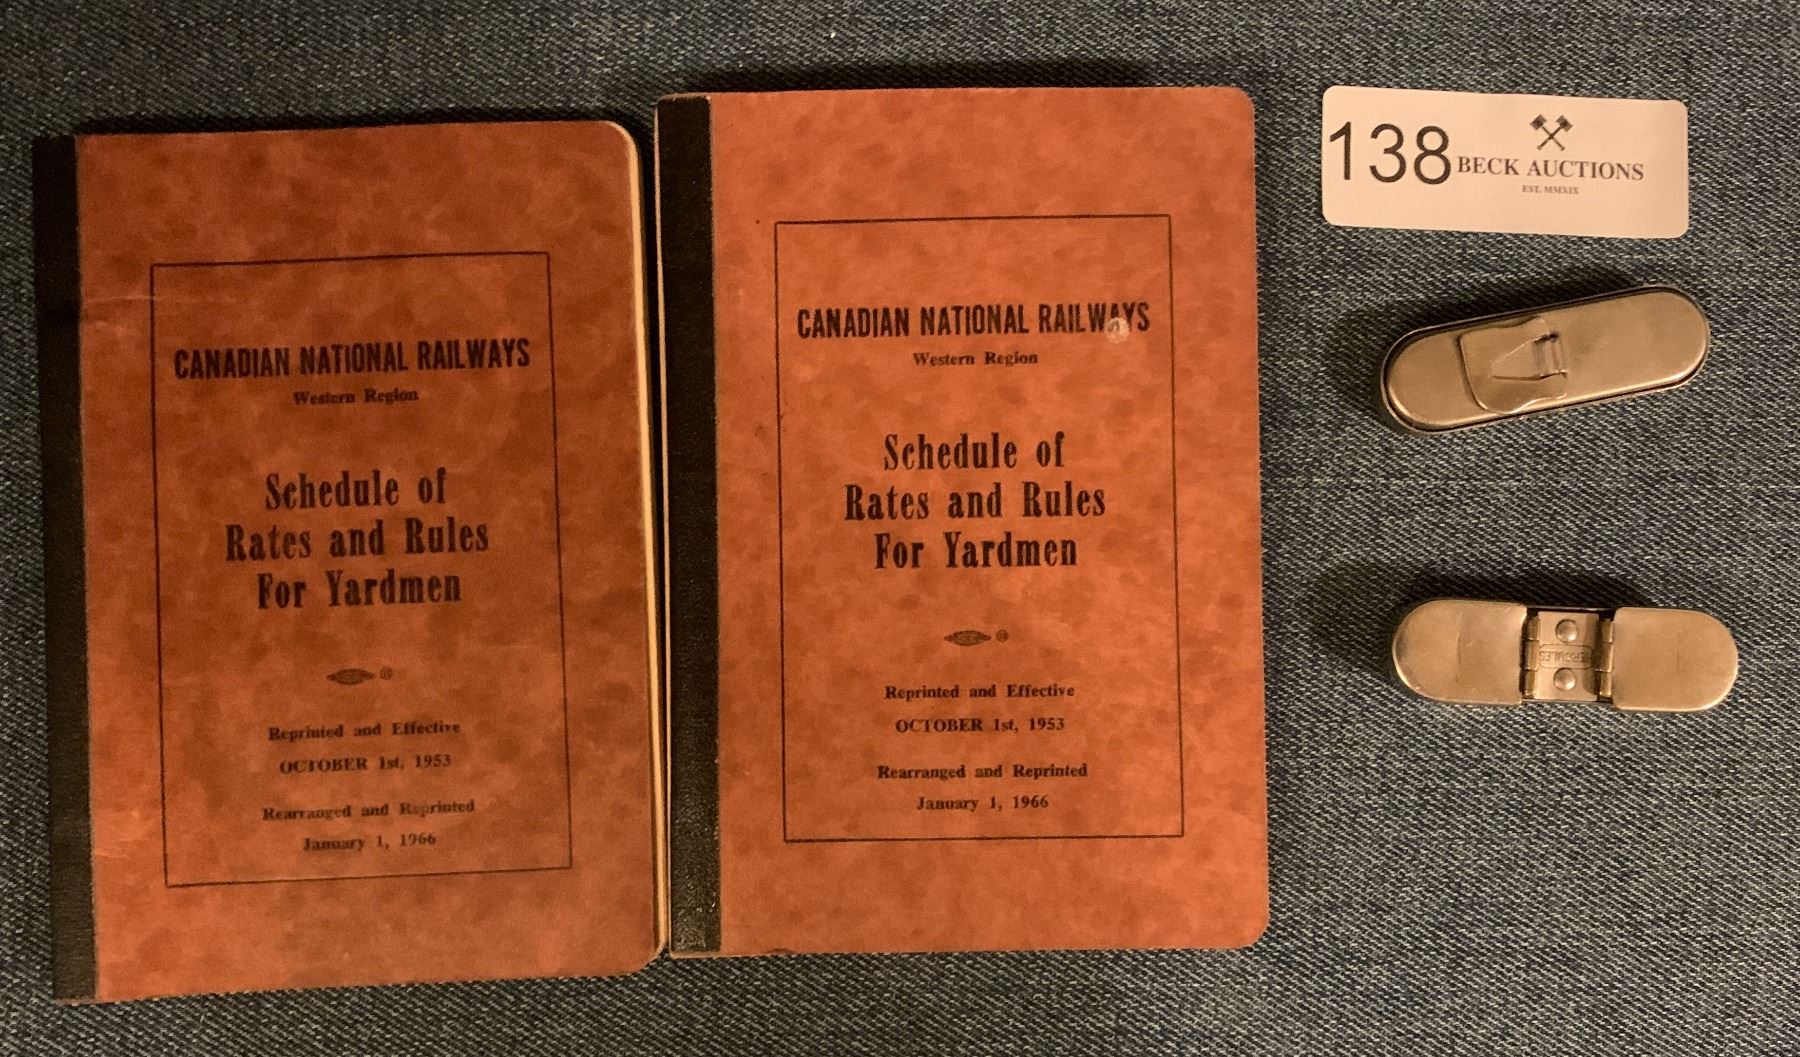 CANADIAN NATIONAL RAILWAYS
Western Region
Schedule of
Rates and Rules
For Yardmen
Reprinted and Effective
OCTOBER 1st, 1953
Rearranged and Reprinted
January 1, 1966
CANADIAN NATIONAL RAILWAYS
Western Region
Schedule of
Rates and Rules
For Yardmen
Reprinted and Effective
OCTOBER 1st, 1953
Rearranged and Reprinted
January 1, 1966
138
BECK AUCTIONS
EST. MMXIX
HERCULES